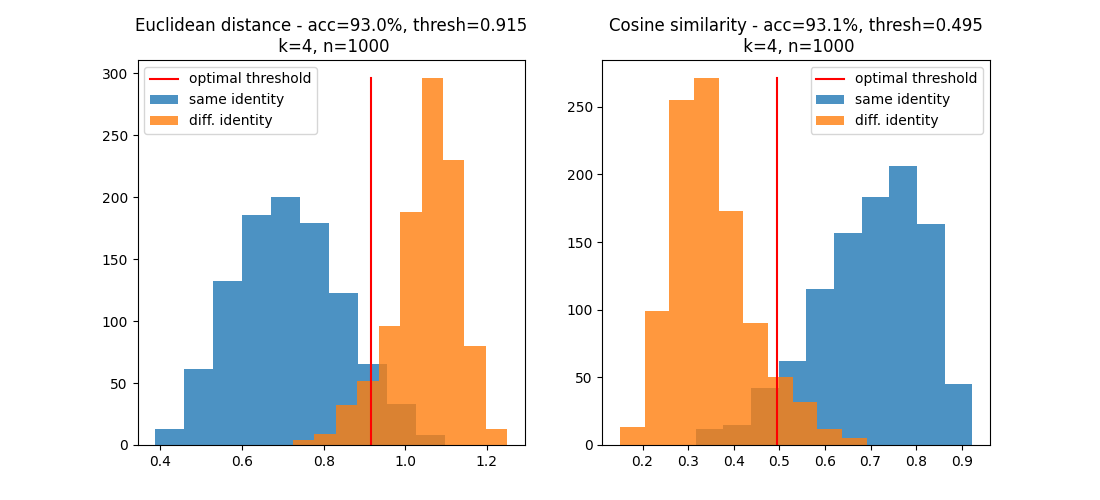 Euclidean distance - acc=93.0%, thresh=0.915
k=4, n=1000
optimal threshold
same identity
diff. identity
300
250
200
150
100
50
0
0.4 0.6 0.8 1.0 1.2
Cosine similarity - acc=93.1%, thresh=0.495
k=4, n=1000
optimal threshold
same identity
diff. identity
250
200
150
100
50
0
0.2 0.3 0.4 0.5 0.6 0.7 0.8 0.9